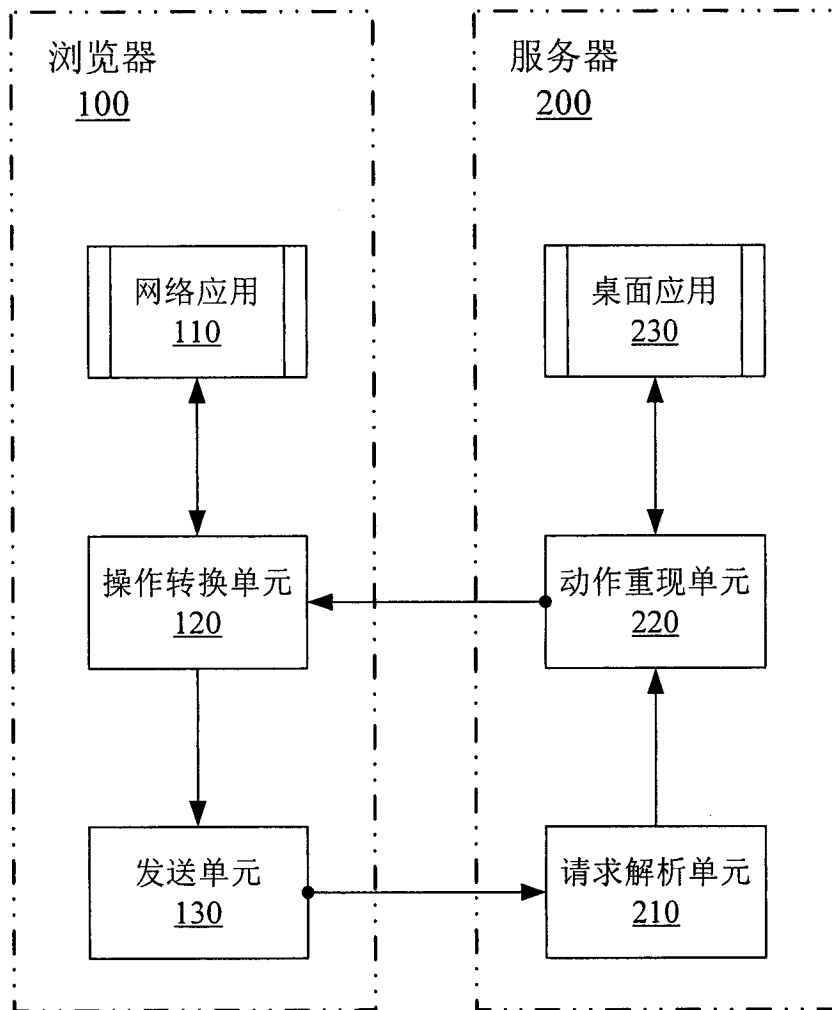 浏览器
100
服务器
200
网络应用
110
桌面应用
230
操作转换单元
120
动作重现单元
220
发送单元
130
请求解析单元
210